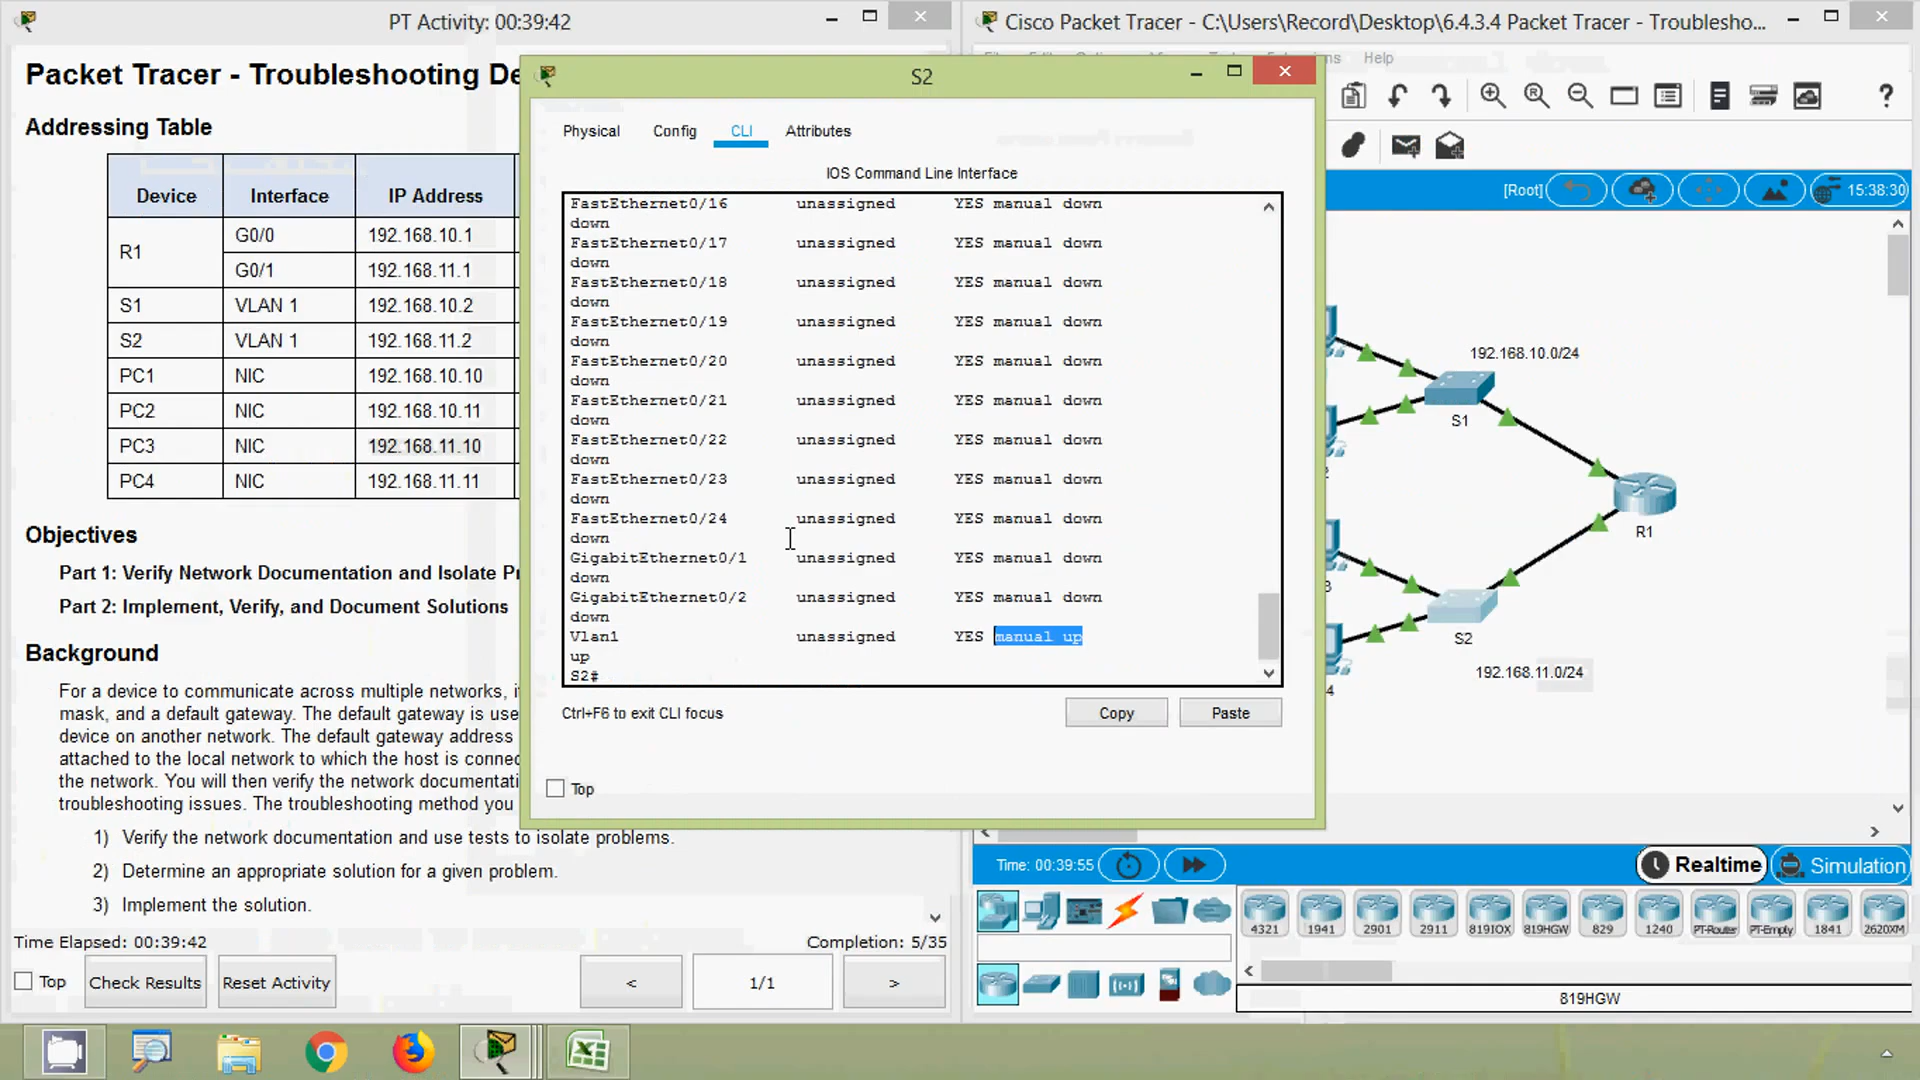 PT Activity: 00:39:42
Packet Tracer - Troubleshooting De
Addressing Table
Device Interface IP Address
R1 G0/0 192.168.10.1
G0/1 192.168.11.1
S1 VLAN 1 192.168.10.2
S2 VLAN 1 192.168.11.2
PC1 NIC 192.168.10.10
PC2 NIC 192.168.10.11
PC3 NIC 192.168.11.10
PC4 NIC 192.168.11.11
Objectives
Part 1: Verify Network Documentation and Isolate P
Part 2: Implement, Verify, and Document Solutions
Background
For a device to communicate across multiple networks, i
mask, and a default gateway. The default gateway is use
device on another network. The default gateway address
attached to the local network to which the host is connec
the network. You will then verify the network documentati
troubleshooting issues. The troubleshooting method you
1) Verify the network documentation and use tests to isolate problems.
2) Determine an appropriate solution for a given problem.
3) Implement the solution.
Time Elapsed: 00:39:42 Completion: 5/35
Top Check Results Reset Activity < 1/1 >
S2
Physical Config CLI Attributes
IOS Command Line Interface
FastEthernet0/16 unassigned YES manual down
down
FastEthernet0/17 unassigned YES manual down
down
FastEthernet0/18 unassigned YES manual down
down
FastEthernet0/19 unassigned YES manual down
down
FastEthernet0/20 unassigned YES manual down
down
FastEthernet0/21 unassigned YES manual down
down
FastEthernet0/22 unassigned YES manual down
down
FastEthernet0/23 unassigned YES manual down
down
FastEthernet0/24 unassigned YES manual down
down
GigabitEthernet0/1 unassigned YES manual down
down
GigabitEthernet0/2 unassigned YES manual down
down
Vlan1 unassigned YES manual up
up
S2#
Ctrl+F6 to exit CLI focus Copy Paste
Top
Cisco Packet Tracer - C:\Users\Record\Desktop\6.4.3.4 Packet Tracer - Troublesho...
Help
?
[Root] 15:38:30
192.168.10.0/24
S1
R1
S2
192.168.11.0/24
Time: 00:39:55 Realtime Simulation
4321 1941 2901 2911 819IOX 819HGW 829 1240 PT-Router PT-Empty 1841 2620XM
819HGW